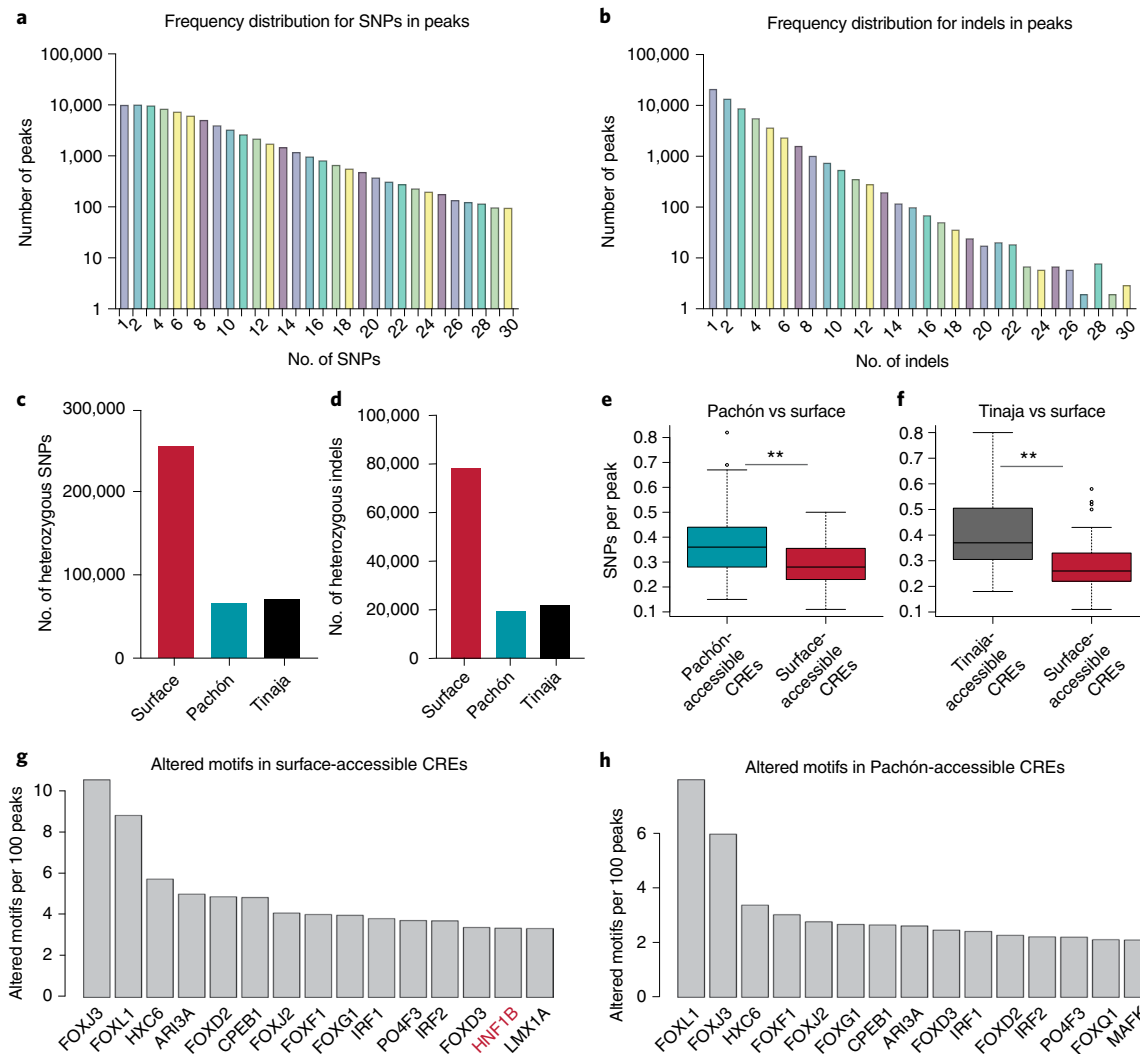 a
Frequency distribution for SNPs in peaks
100,000
10,000
1,000
100
10
1
Number of peaks
1 2 4 6 8 10 12 14 16 18 20 22 24 26 28 30
No. of SNPs
b
Frequency distribution for indels in peaks
100,000
10,000
1,000
100
10
1
Number of peaks
1 2 4 6 8 10 12 14 16 18 20 22 24 26 28 30
No. of indels
c
300,000
200,000
100,000
0
No. of heterozygous SNPs
Surface
Pachón
Tinaja
d
100,000
80,000
60,000
40,000
20,000
0
No. of heterozygous indels
Surface
Pachón
Tinaja
e
Pachón vs surface
0.8
0.7
0.6
0.5
0.4
0.3
0.2
0.1
SNPs per peak
**
Pachón-
accessible
CREs
Surface-
accessible
CREs
f
Tinaja vs surface
0.8
0.7
0.6
0.5
0.4
0.3
0.2
0.1
**
Tinaja-
accessible
CREs
Surface-
accessible
CREs
g
Altered motifs in surface-accessible CREs
10
8
6
4
2
0
Altered motifs per 100 peaks
FOXJ3
FOXL1
HXC6
ARI3A
FOXD2
CPEB1
FOXJ2
FOXF1
FOXG1
IRF1
PO4F3
IRF2
FOXD3
HNF1B
LMX1A
h
Altered motifs in Pachón-accessible CREs
6
4
2
0
Altered motifs per 100 peaks
FOXL1
FOXJ3
HXC6
FOXF1
FOXJ2
FOXG1
CPEB1
ARI3A
FOXD3
IRF1
FOXD2
IRF2
PO4F3
FOXQ1
MAFK